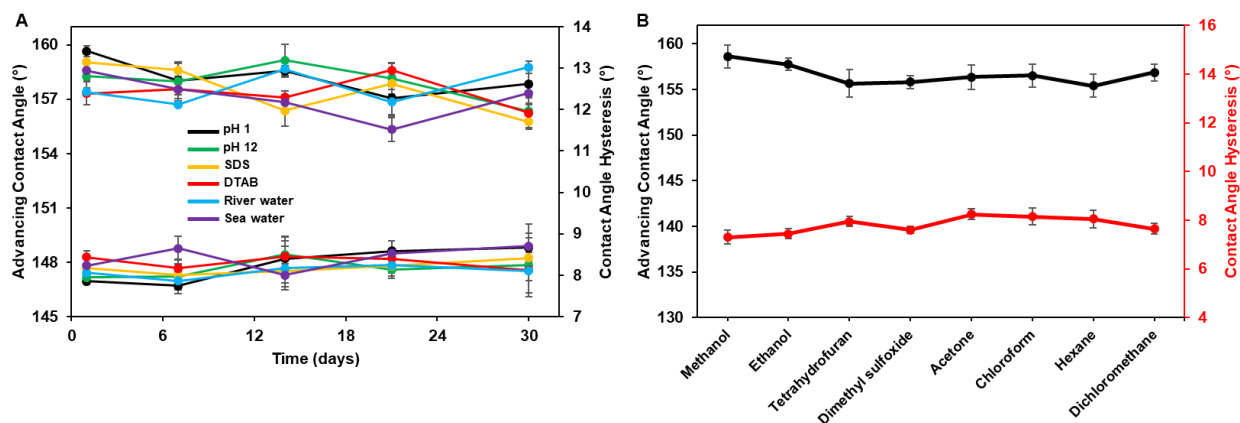 A
Advancing Contact Angle (°)
160
157
154
151
148
145
0
6
12
18
24
30
Time (days)
14
13
12
11
10
9
8
7
Contact Angle Hysteresis (°)
pH 1
pH 12
SDS
DTAB
River water
Sea water
B
Advancing Contact Angle (°)
160
155
150
145
140
135
130
Methanol
Ethanol
Tetrahydrofuran
Dimethyl sulfoxide
Acetone
Chloroform
Hexane
Dichloromethane
16
14
12
10
8
6
4
Contact Angle Hysteresis (°)